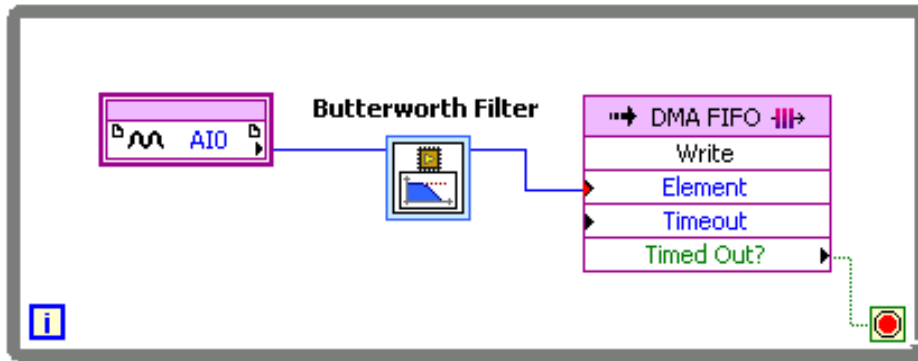 Butterworth Filter
AI0
DMA FIFO
Write
Element
Timeout
Timed Out?
i